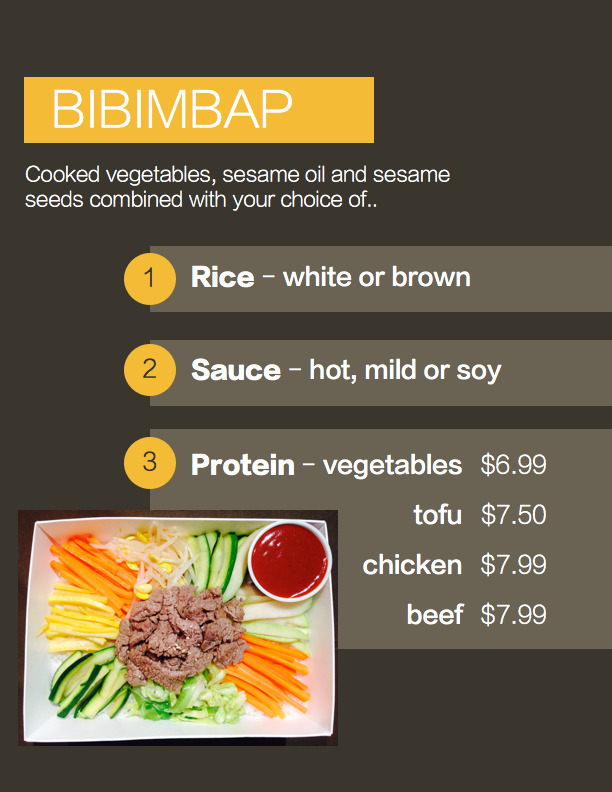 BIBIMBAP
Cooked vegetables, sesame oil and sesame
seeds combined with your choice of..
1 Rice – white or brown
2 Sauce – hot, mild or soy
3 Protein – vegetables $6.99
tofu $7.50
chicken $7.99
beef $7.99